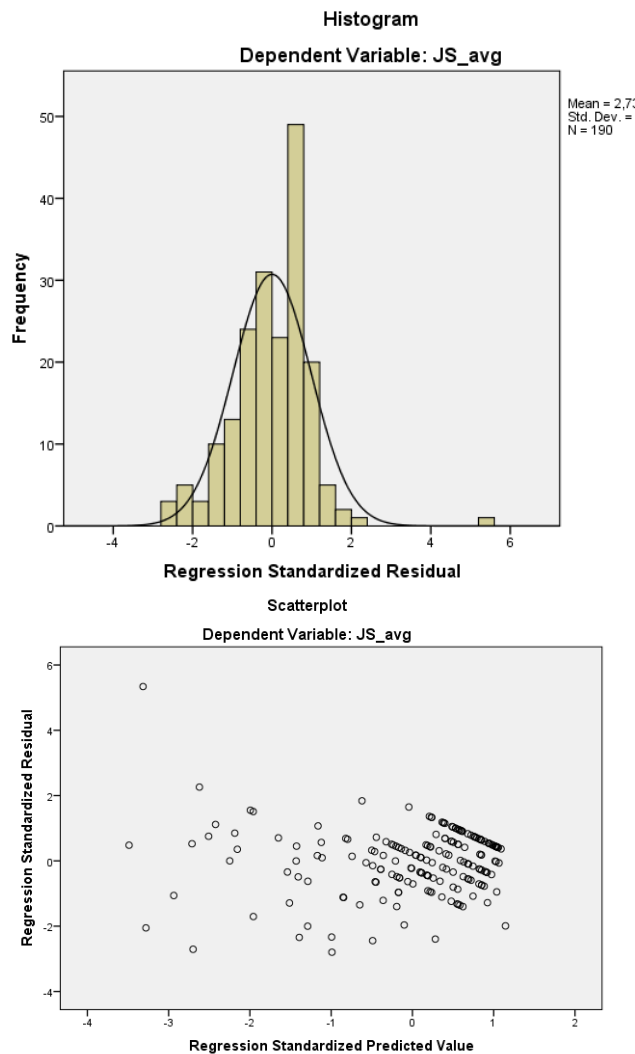 Histogram
Dependent Variable: JS_avg
Mean = 2,73
Std. Dev. =
N = 190
50
40
30
20
10
0
Frequency
-4 -2 0 2 4 6
Regression Standardized Residual
Scatterplot
Dependent Variable: JS_avg
6
4
2
0
-2
-4
Regression Standardized Residual
-4 -3 -2 -1 0 1 2
Regression Standardized Predicted Value